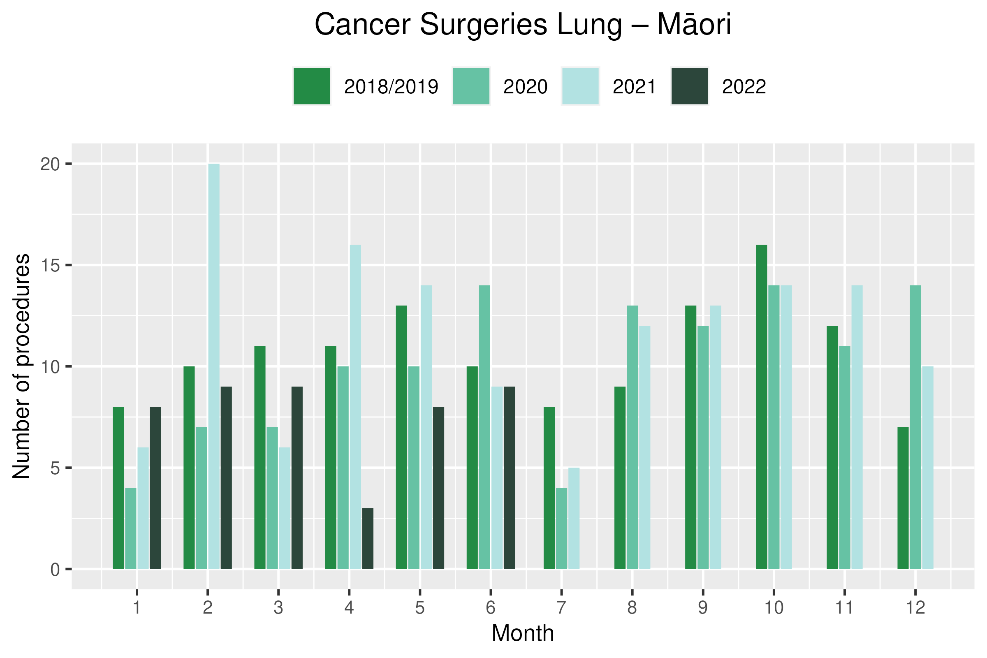 Cancer Surgeries Lung – Māori
2018/2019 2020 2021 2022
Number of procedures
20
15
10
5
0
1 2 3 4 5 6 7 8 9 10 11 12
Month